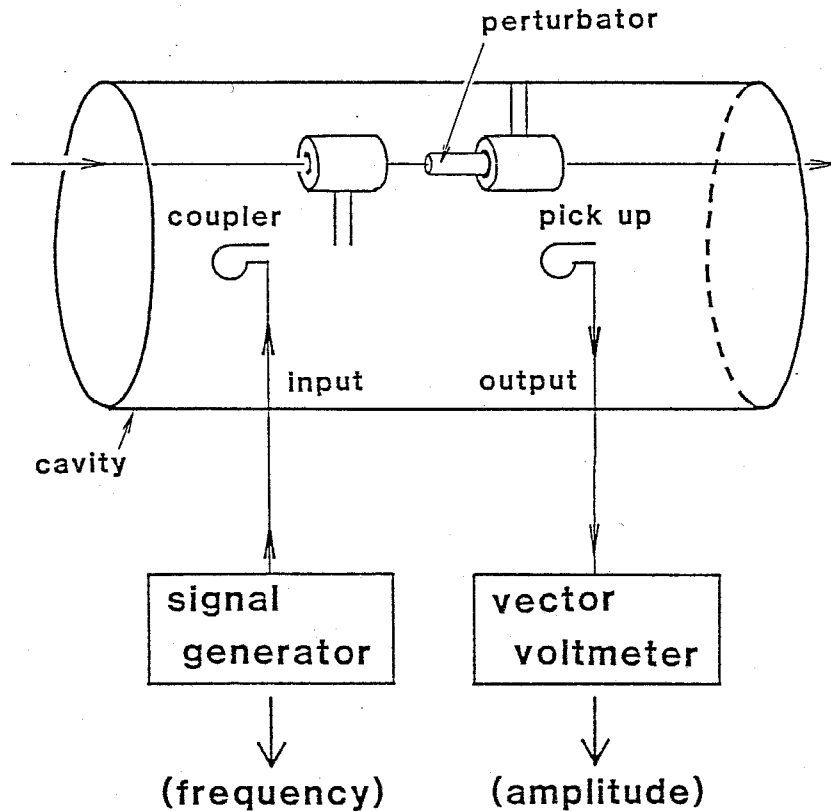 perturbator
coupler
pick up
input
output
cavity
signal
generator
vector
voltmeter
(frequency)
(amplitude)